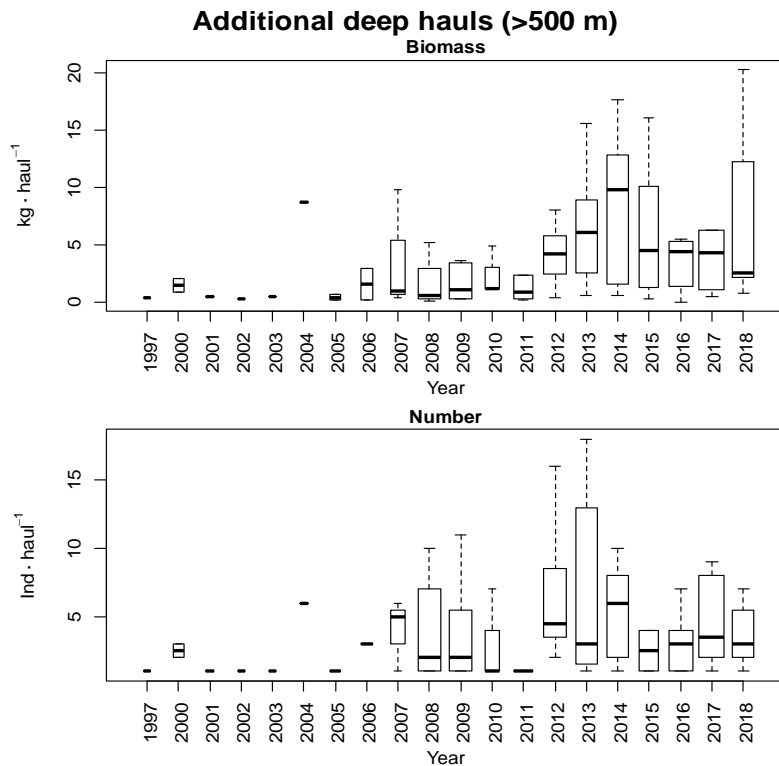 Additional deep hauls (>500 m)
Biomass
kg · haul⁻¹
20
15
10
5
0
1997 2000 2001 2002 2003 2004 2005 2006 2007 2008 2009 2010 2011 2012 2013 2014 2015 2016 2017 2018
Year
Number
Ind · haul⁻¹
15
10
5
1997 2000 2001 2002 2003 2004 2005 2006 2007 2008 2009 2010 2011 2012 2013 2014 2015 2016 2017 2018
Year